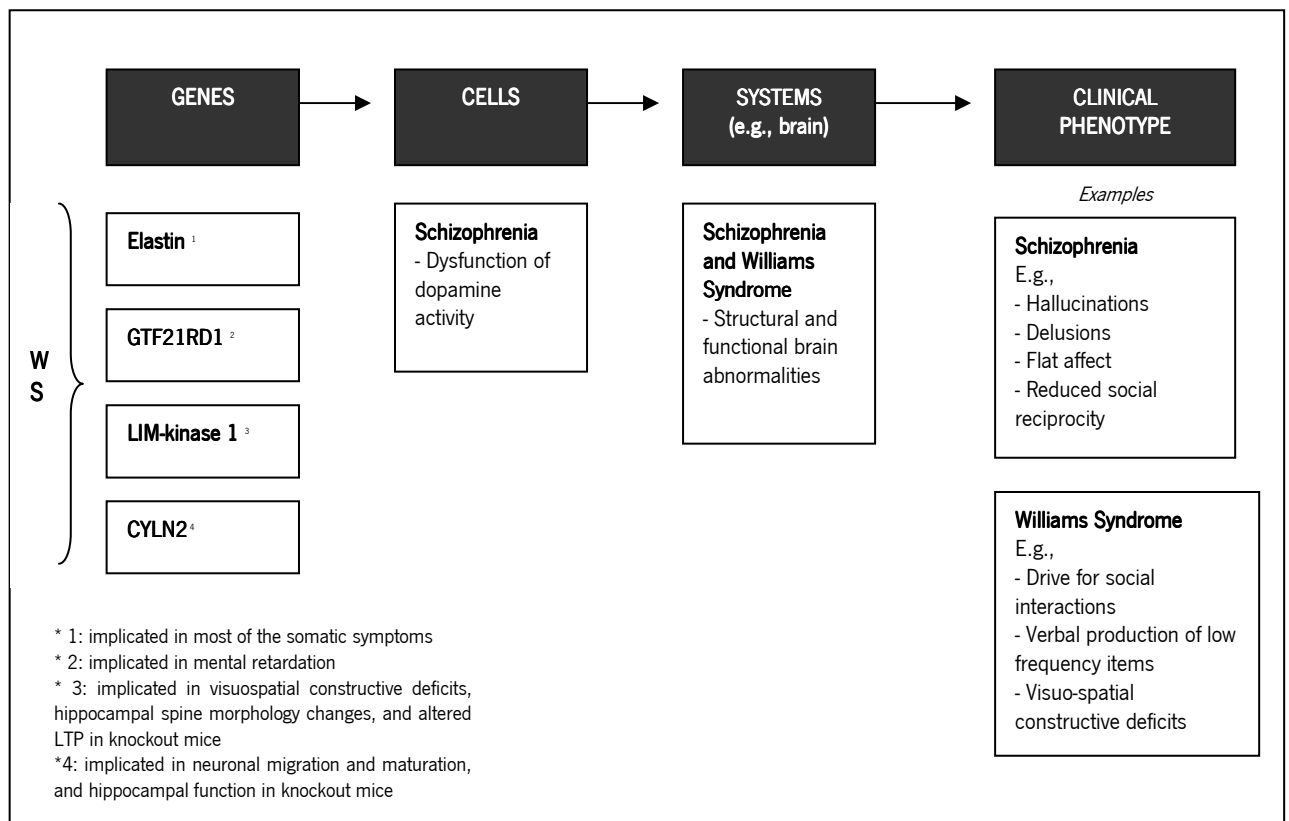 GENES
CELLS
SYSTEMS
(e.g., brain)
CLINICAL
PHENOTYPE
Examples
W
S
Elastin 1
GTF21RD1 2
LIM-kinase 1 3
CYLN2 4
Schizophrenia
- Dysfunction of
dopamine
activity
Schizophrenia
and Williams
Syndrome
- Structural and
functional brain
abnormalities
Schizophrenia
E.g.,
- Hallucinations
- Delusions
- Flat affect
- Reduced social
reciprocity
Williams Syndrome
E.g.,
- Drive for social
interactions
- Verbal production of low
frequency items
- Visuo-spatial
constructive deficits
* 1: implicated in most of the somatic symptoms
* 2: implicated in mental retardation
* 3: implicated in visuospatial constructive deficits,
hippocampal spine morphology changes, and altered
LTP in knockout mice
*4: implicated in neuronal migration and maturation,
and hippocampal function in knockout mice